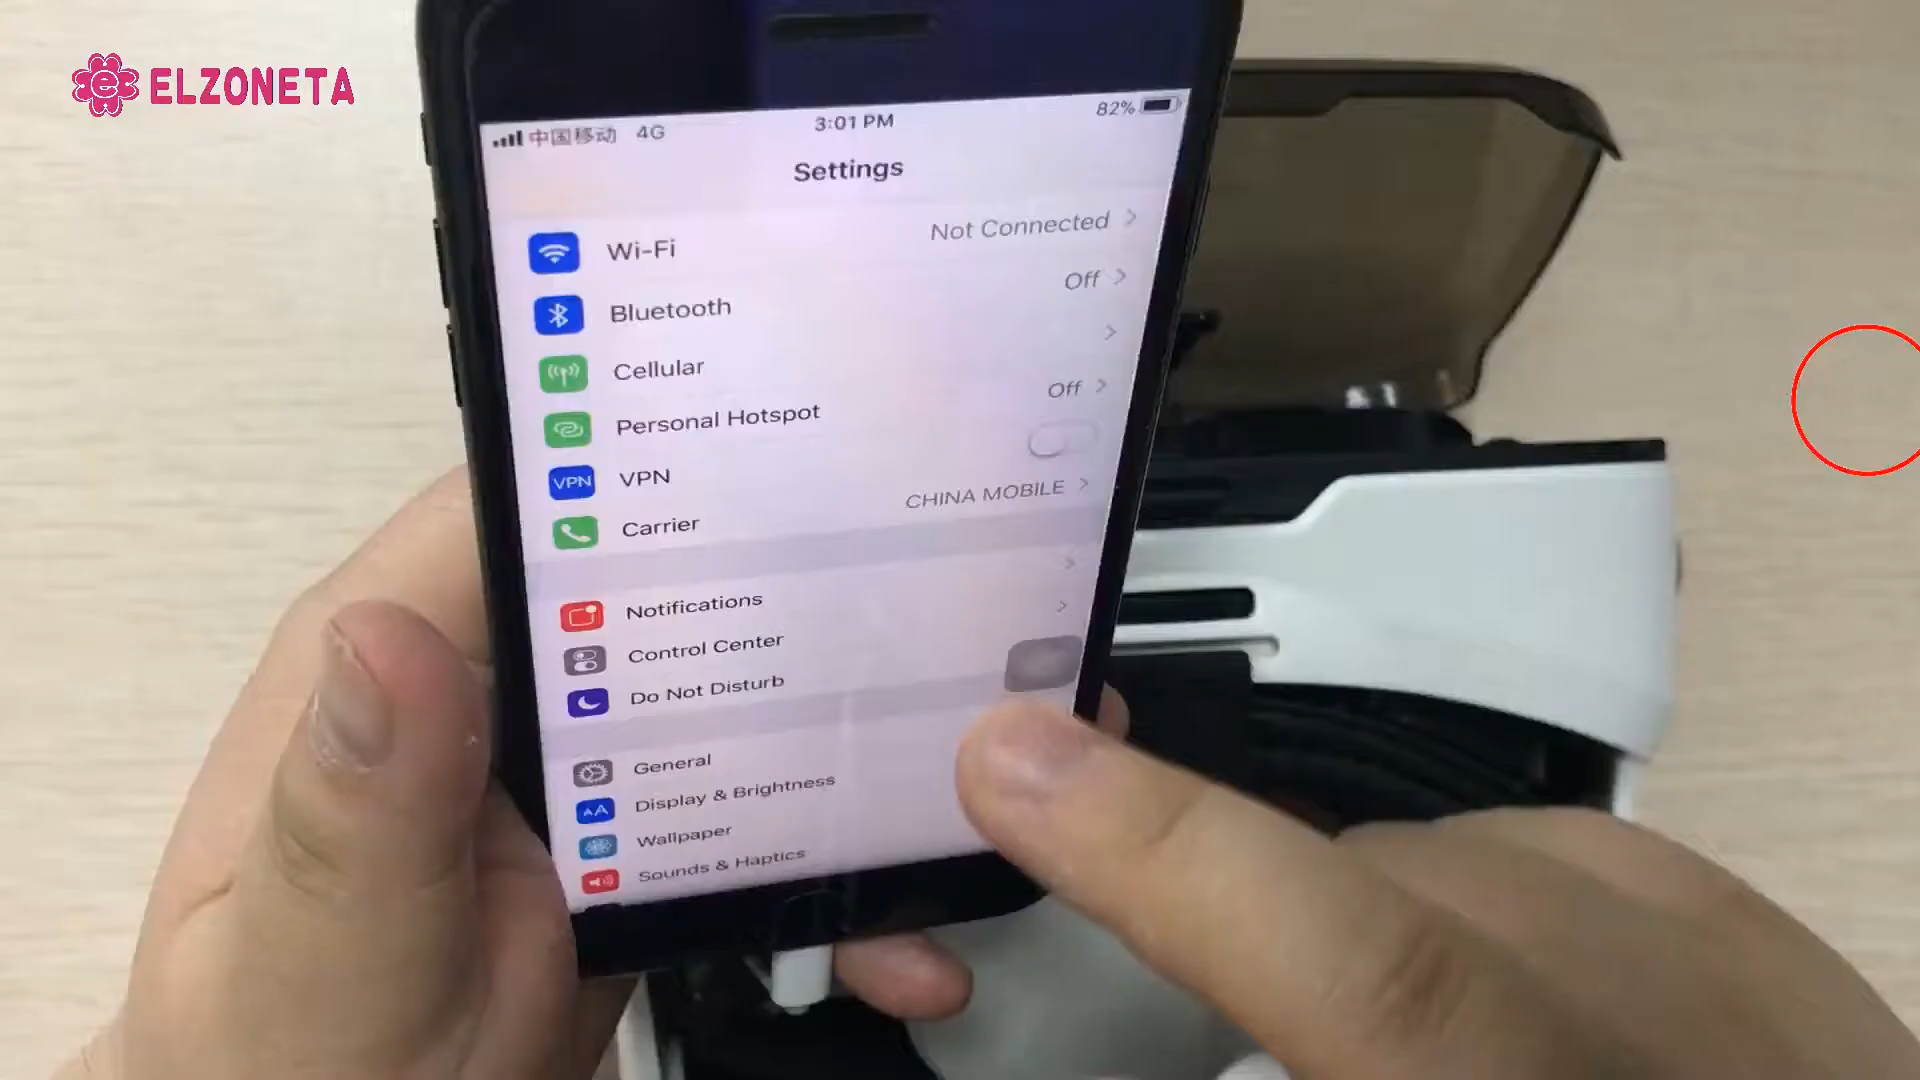 ELZONETA
中国移动 4G 3:01 PM 82%
Settings
Wi-Fi Not Connected
Bluetooth Off
Cellular
Personal Hotspot Off
VPN VPN
Carrier CHINA MOBILE
Notifications
Control Center
Do Not Disturb
General
AA Display & Brightness
Wallpaper
Sounds & Haptics